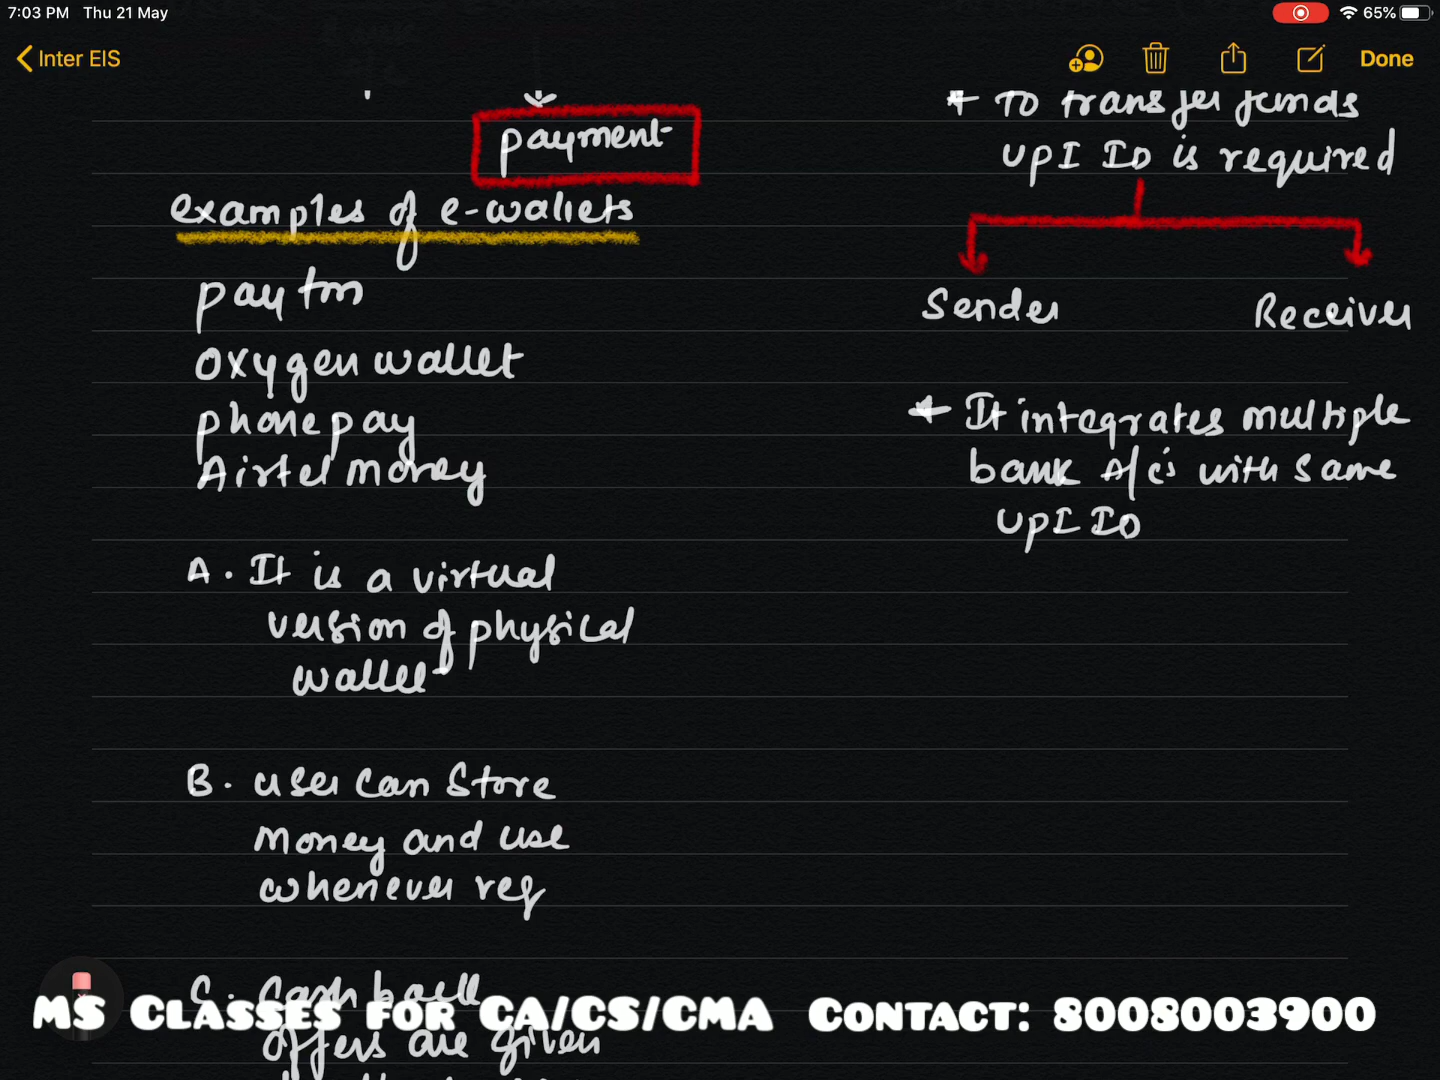 7:03 PM Thu 21 May
65%
Inter EIS
Done
payment
examples of e-wallets
paytm
oxygen wallet
phonepay
Airtel money
A. It is a virtual
version of physical
wallet
B. user can store
money and use
whenever req
C. Cash back
offers are given
* To transfer funds
UPI ID is required
Sender
Receiver
* It integrates multiple
bank A/c's with same
UPI ID
MS Classes for CA/CS/CMA Contact: 8008003900